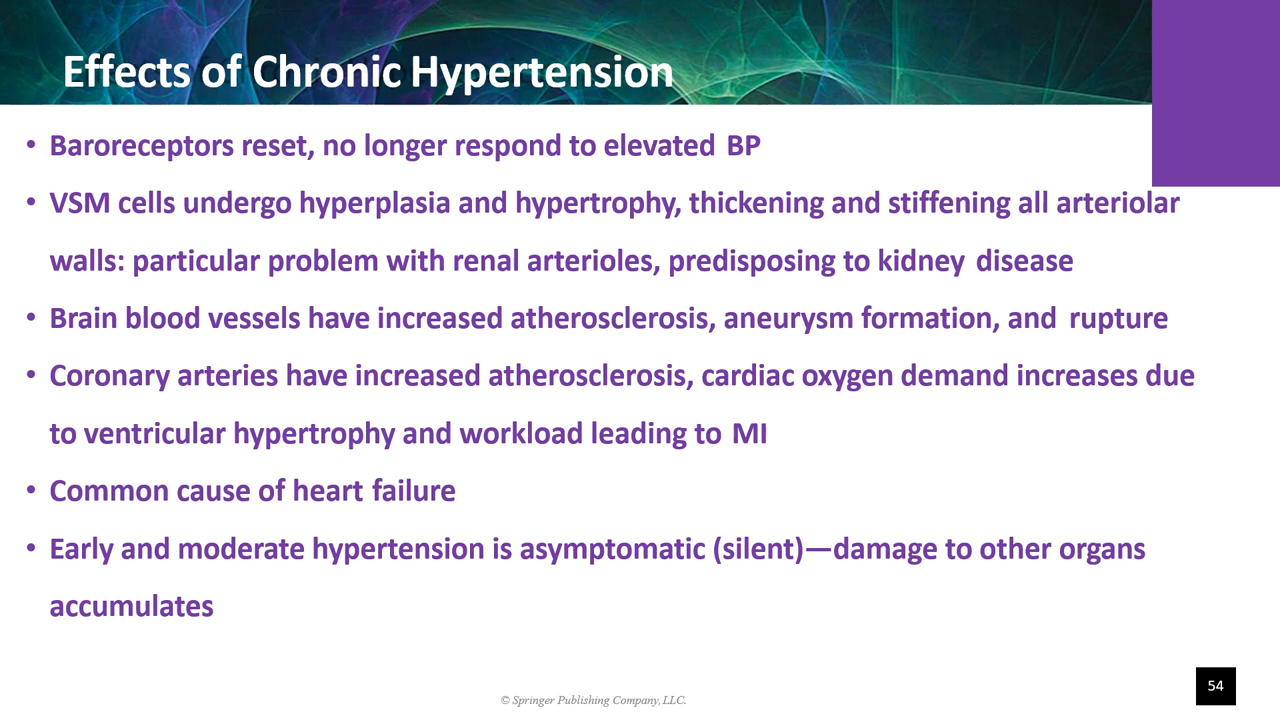 Effects of Chronic Hypertension
• Baroreceptors reset, no longer respond to elevated BP
• VSM cells undergo hyperplasia and hypertrophy, thickening and stiffening all arteriolar
walls: particular problem with renal arterioles, predisposing to kidney disease
• Brain blood vessels have increased atherosclerosis, aneurysm formation, and rupture
• Coronary arteries have increased atherosclerosis, cardiac oxygen demand increases due
to ventricular hypertrophy and workload leading to MI
• Common cause of heart failure
• Early and moderate hypertension is asymptomatic (silent)—damage to other organs
accumulates
© Springer Publishing Company, LLC.
54